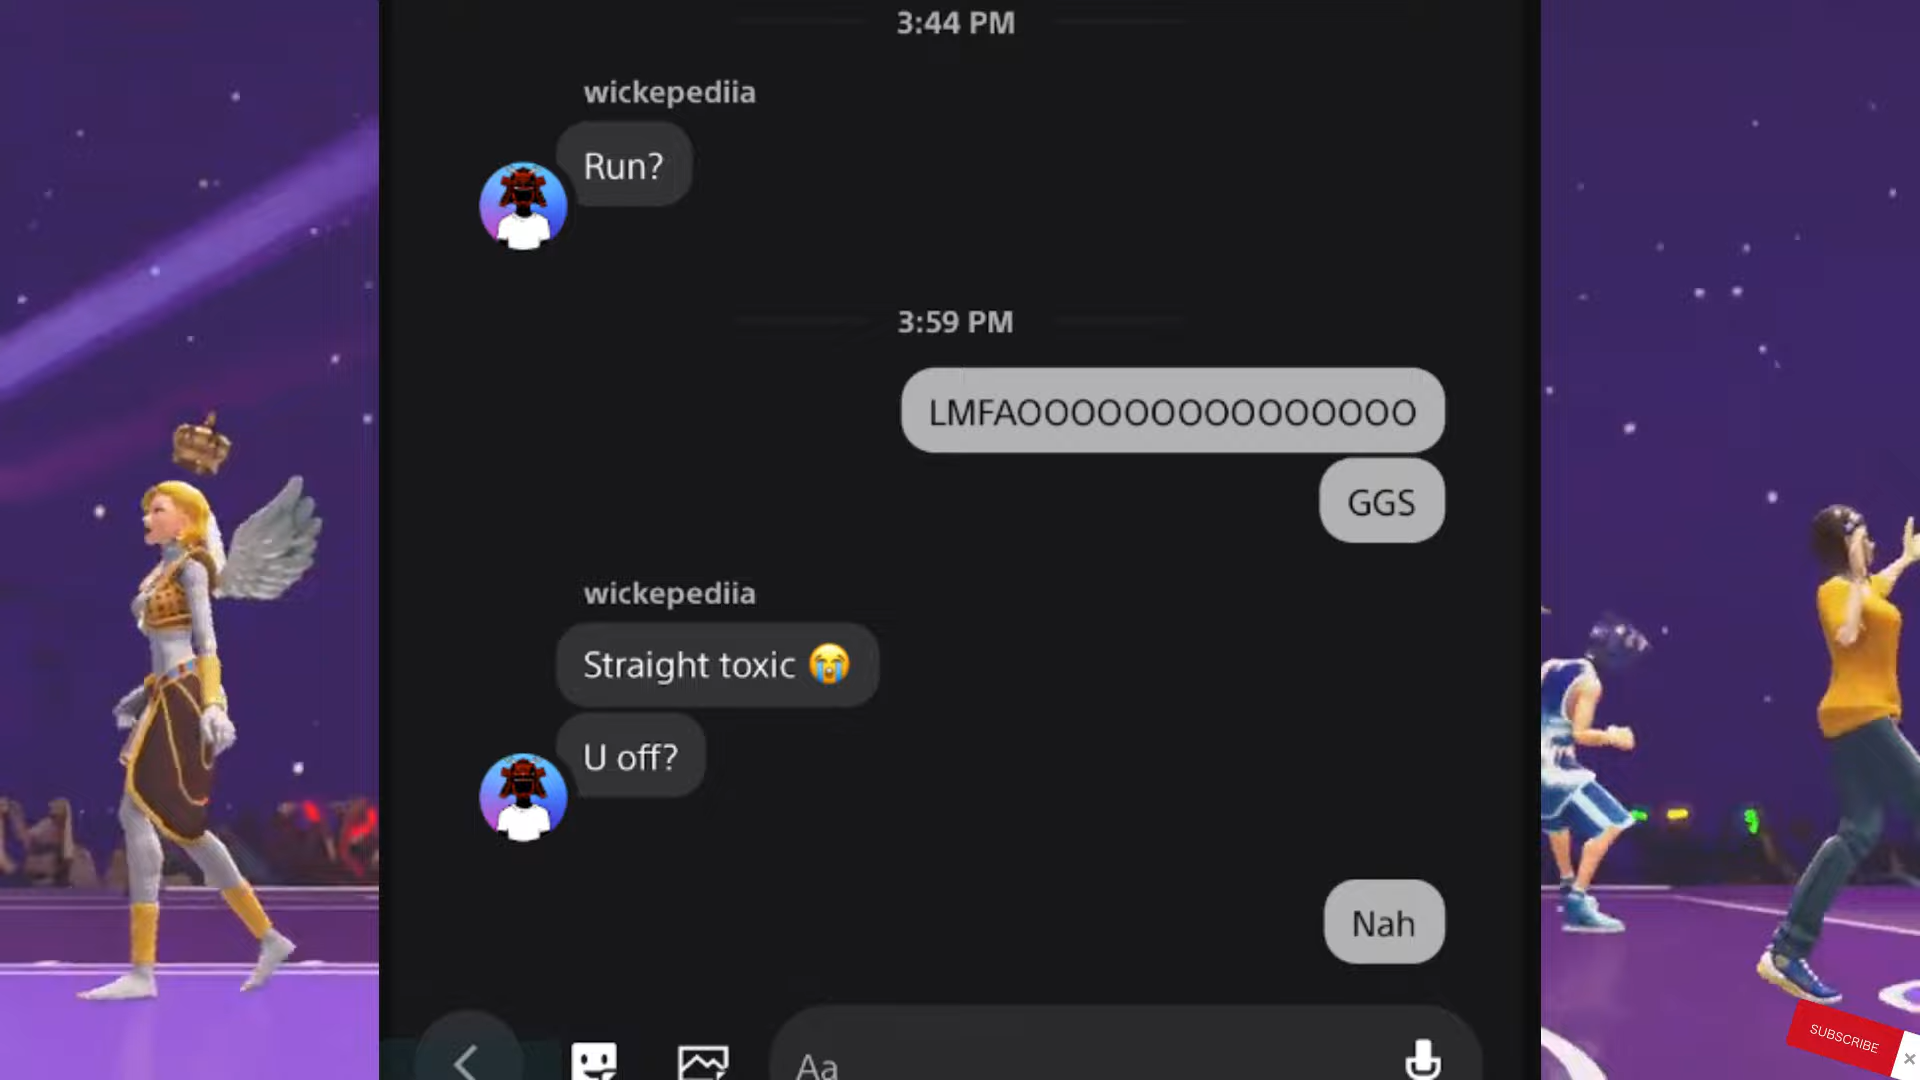 3:44 PM
wickepediia
Run?
3:59 PM
LMFAOOOOOOOOOOOOOOO
GGS
wickepediia
Straight toxic 😭
U off?
Nah
Aa
SUBSCRIBE